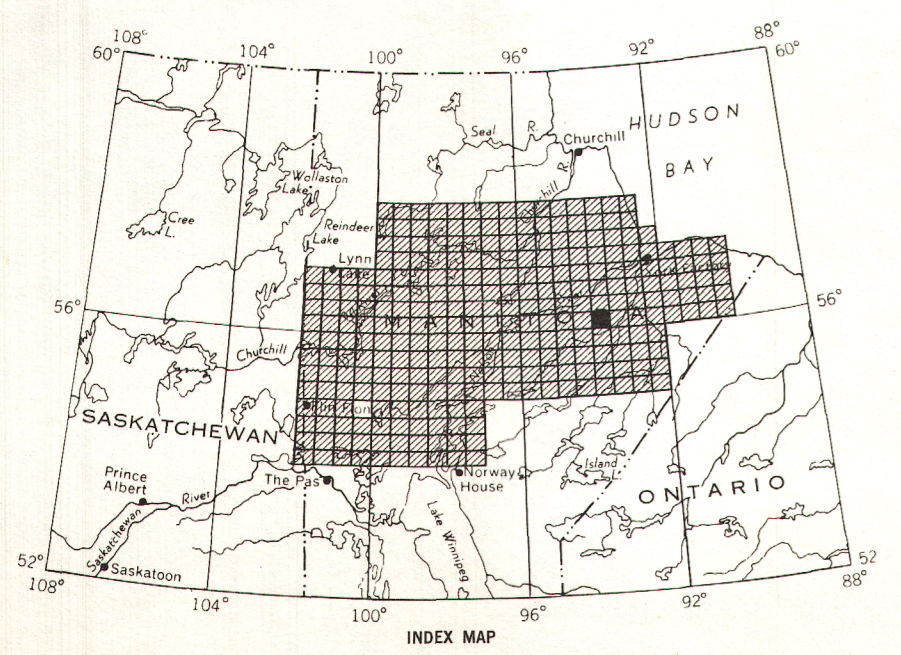 108°
104°
100°
96°
92°
88°
60°
60°
HUDSON
BAY
Seal R.
Churchill
R.
Wollaston
Lake
Cree
L.
Reindeer
Lake
Lynn
Lake
56°
56°
MANITOBA
Churchill
Flin Flon
SASKATCHEWAN
Prince
Albert
River
The Pas
Norway
House
Island
L.
ONTARIO
Saskatchewan
Lake Winnipeg
Saskatoon
52°
52
108°
104°
100°
96°
92°
88°
INDEX MAP